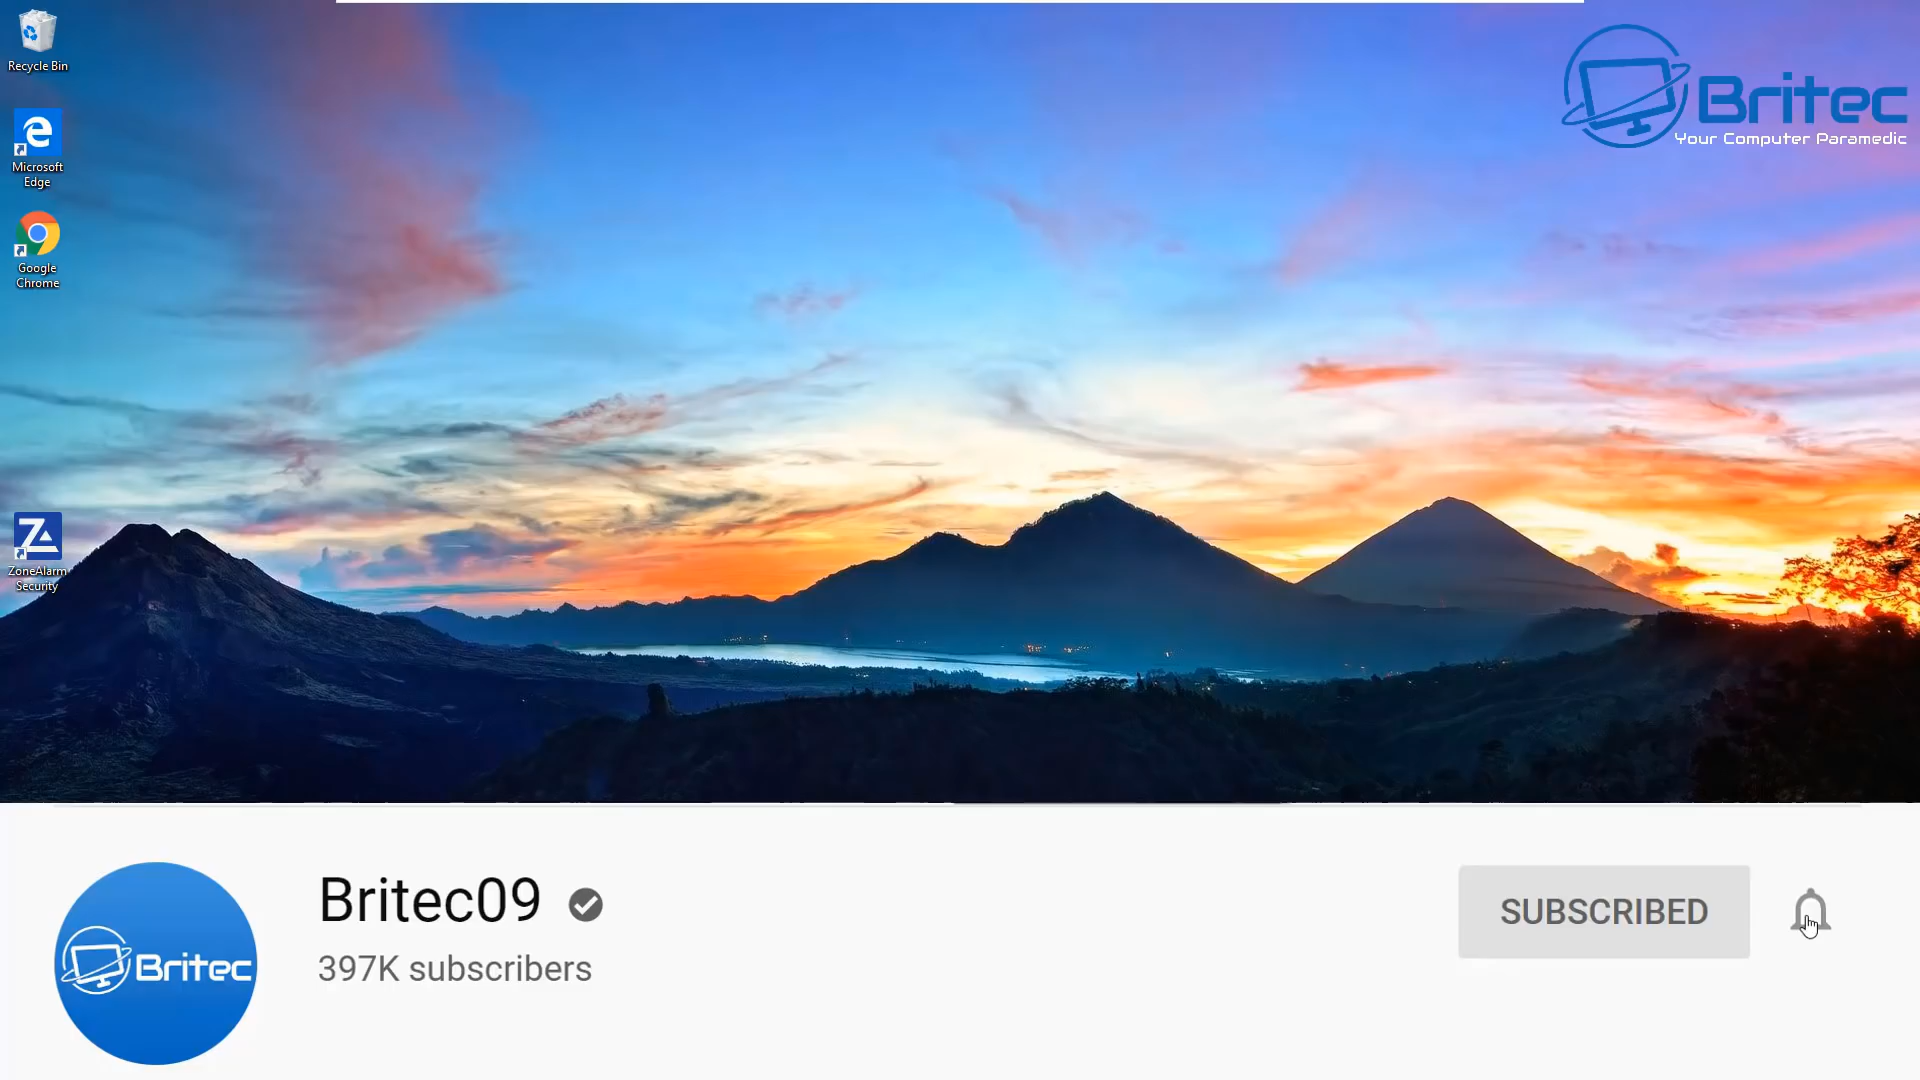 Recycle Bin
Microsoft
Edge
Google
Chrome
ZoneAlarm
Security
Britec
Your Computer Paramedic
Britec
Britec09
397K subscribers
SUBSCRIBED